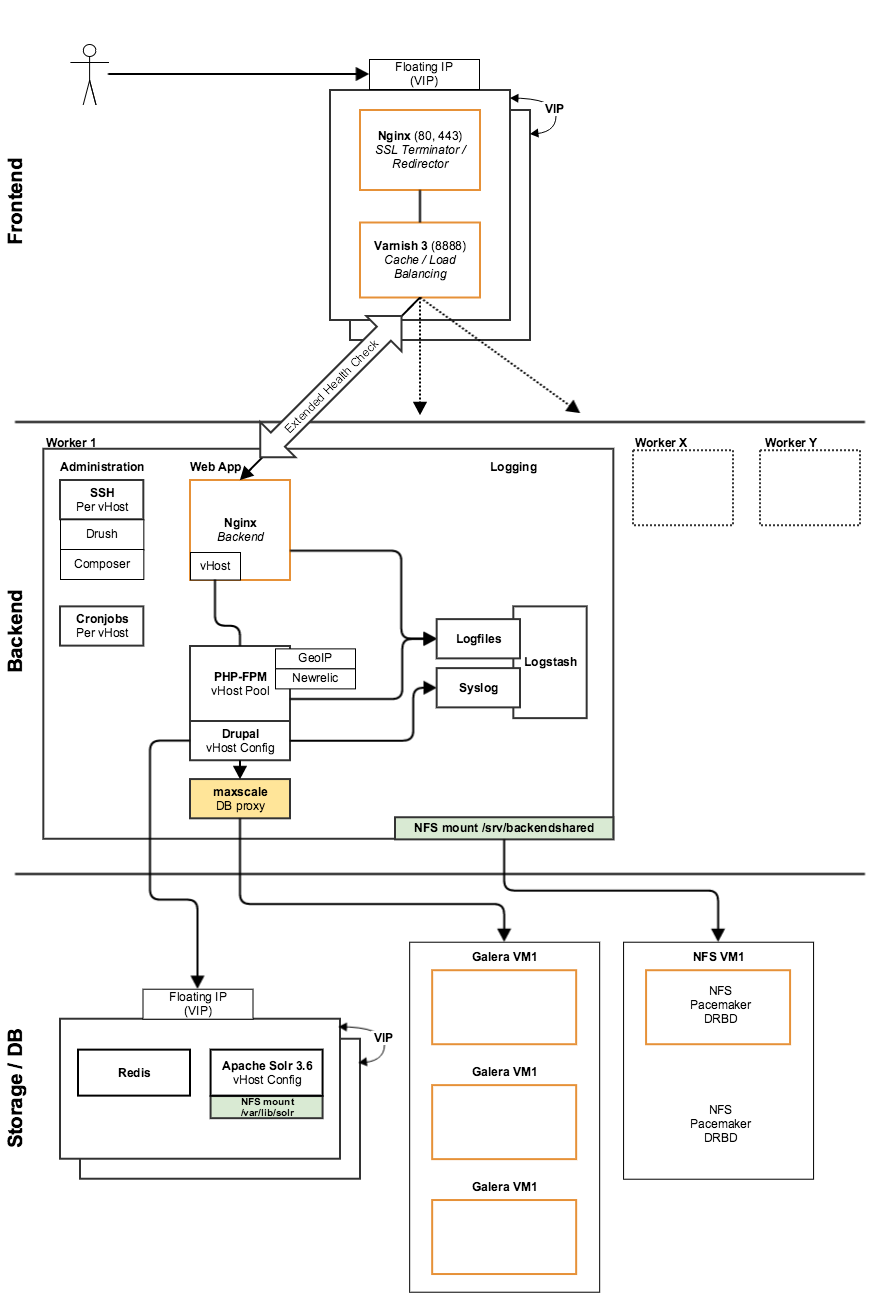 Floating IP
(VIP)
VIP
Nginx (80, 443)
SSL Terminator /
Redirector
Frontend
Varnish 3 (8888)
Cache / Load
Balancing
Extended Health Check
Worker 1
Worker X
Worker Y
Administration
Web App
Logging
SSH
Per vHost
Drush
Composer
Nginx
Backend
vHost
Cronjobs
Per vHost
Backend
GeoIP
Newrelic
PHP-FPM
vHost Pool
Logfiles
Logstash
Syslog
Drupal
vHost Config
maxscale
DB proxy
NFS mount /srv/backendshared
Storage / DB
Floating IP
(VIP)
VIP
Redis
Apache Solr 3.6
vHost Config
NFS mount
/var/lib/solr
Galera VM1
Galera VM1
Galera VM1
NFS VM1
NFS
Pacemaker
DRBD
NFS
Pacemaker
DRBD